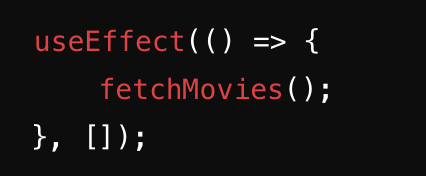 useEffect(() => {
    fetchMovies();
}, []);